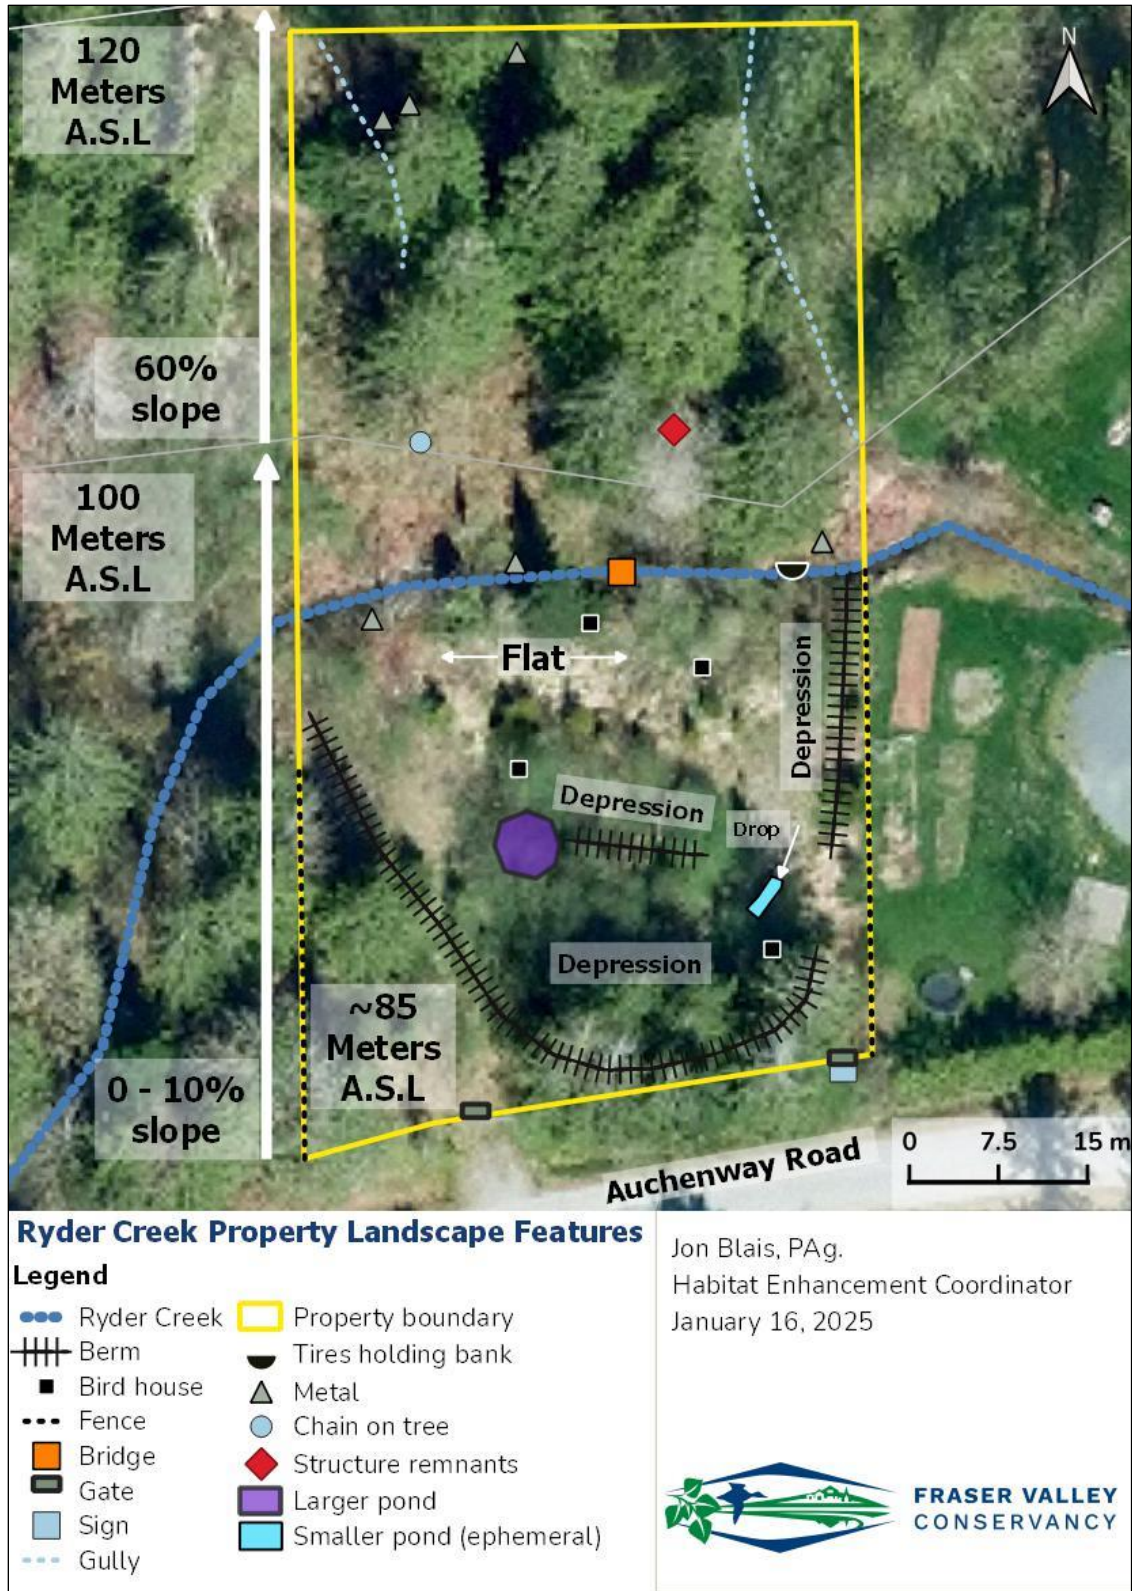 120
Meters
A.S.L
N
60%
slope
100
Meters
A.S.L
Flat
Depression
Depression
Drop
Depression
~85
Meters
A.S.L
0 - 10%
slope
0 7.5 15 m
Auchenway Road
Ryder Creek Property Landscape Features
Legend
Ryder Creek
Berm
Bird house
Fence
Bridge
Gate
Sign
Gully
Property boundary
Tires holding bank
Metal
Chain on tree
Structure remnants
Larger pond
Smaller pond (ephemeral)
Jon Blais, PAg.
Habitat Enhancement Coordinator
January 16, 2025
FRASER VALLEY
CONSERVANCY